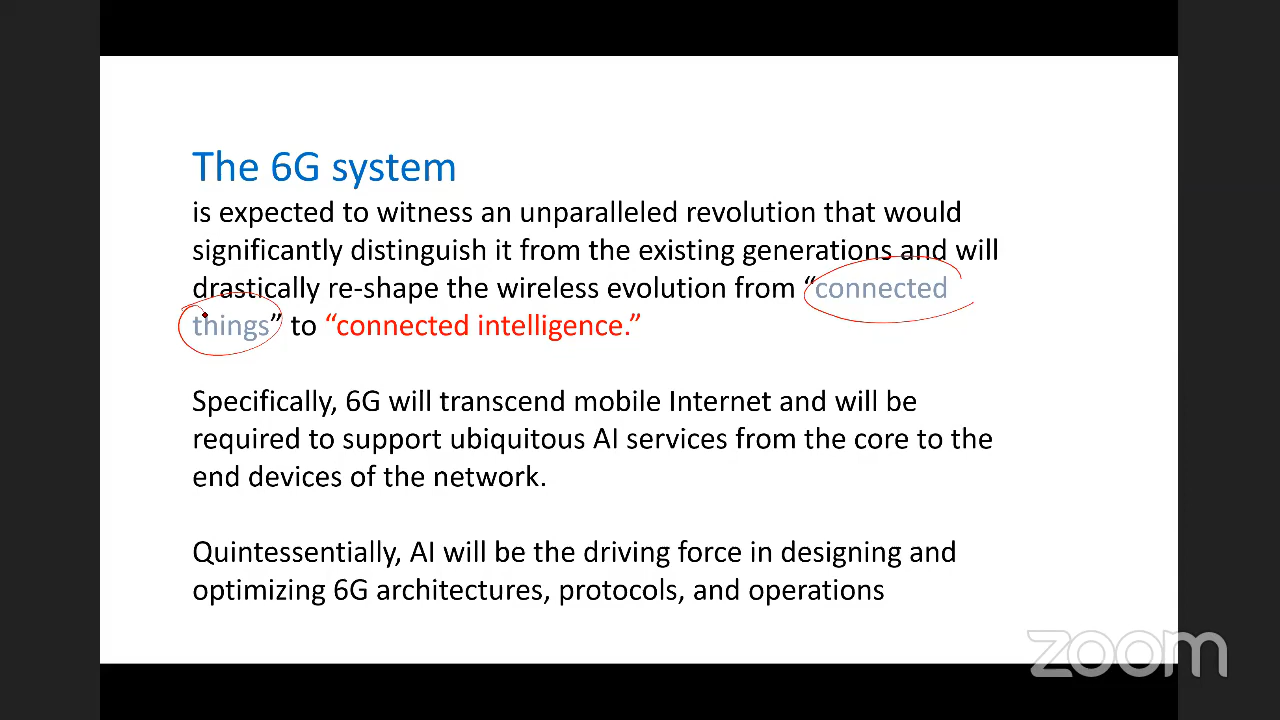 The 6G system
is expected to witness an unparalleled revolution that would
significantly distinguish it from the existing generations and will
drastically re-shape the wireless evolution from “connected
things” to “connected intelligence.”
Specifically, 6G will transcend mobile Internet and will be
required to support ubiquitous AI services from the core to the
end devices of the network.
Quintessentially, AI will be the driving force in designing and
optimizing 6G architectures, protocols, and operations
zoom